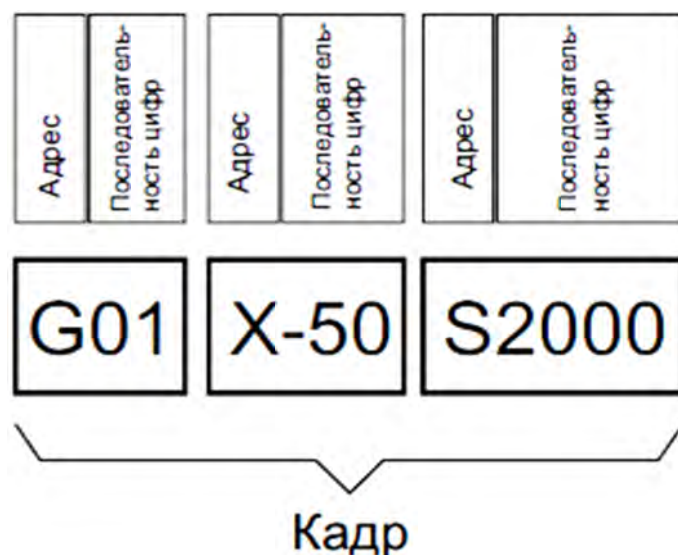 Адрес
Последователь-
ность цифр
Адрес
Последователь-
ность цифр
Адрес
Последователь-
ность цифр
G01
X-50
S2000
Кадр